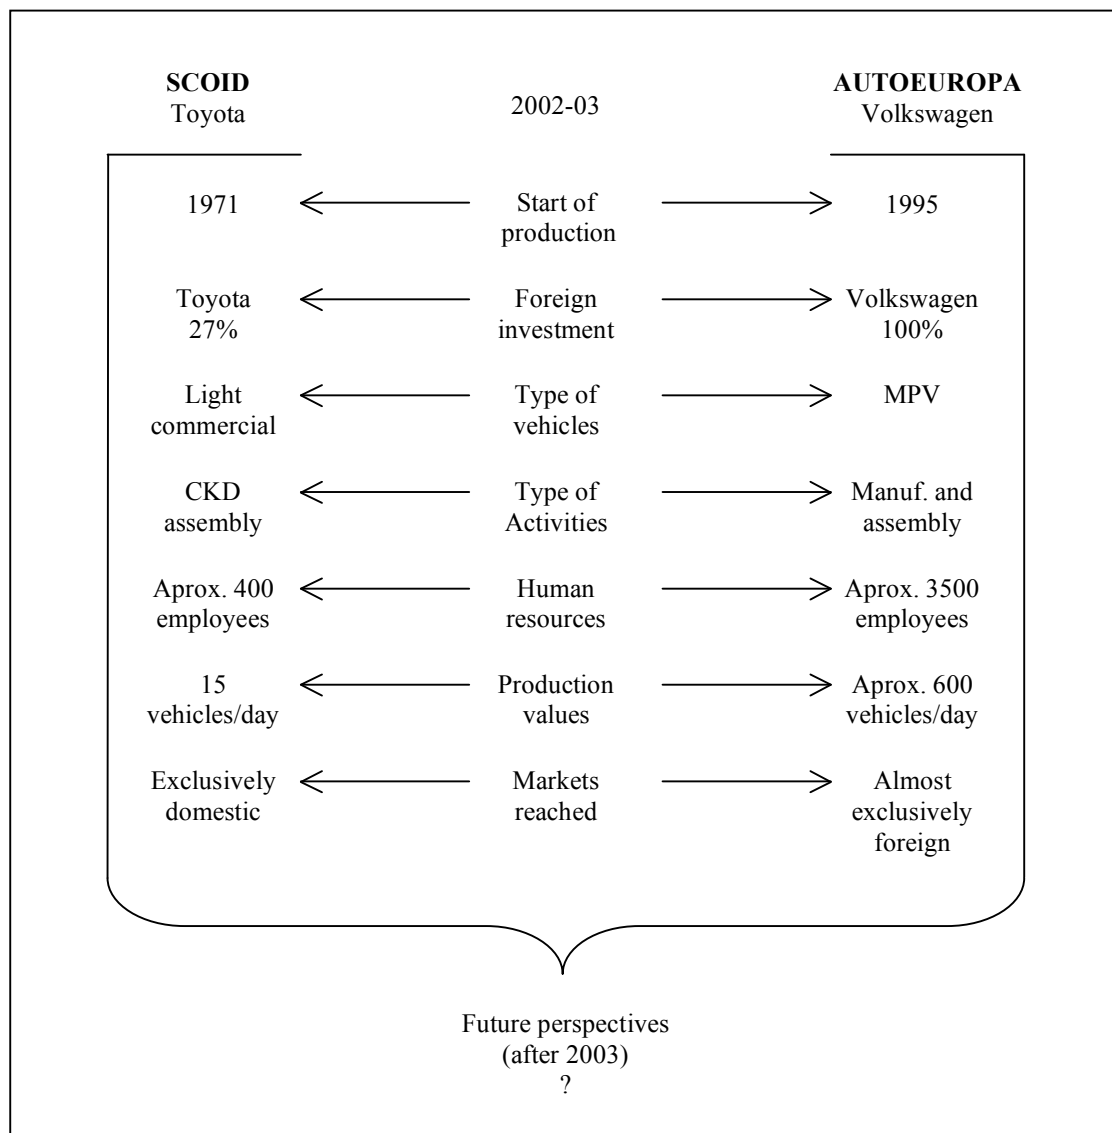 SCOID
Toyota
2002-03
AUTOEUROPA
Volkswagen
1971
Start of
production
1995
Toyota
27%
Foreign
investment
Volkswagen
100%
Light
commercial
Type of
vehicles
MPV
CKD
assembly
Type of
Activities
Manuf. and
assembly
Aprox. 400
employees
Human
resources
Aprox. 3500
employees
15
vehicles/day
Production
values
Aprox. 600
vehicles/day
Exclusively
domestic
Markets
reached
Almost
exclusively
foreign
Future perspectives
(after 2003)
?